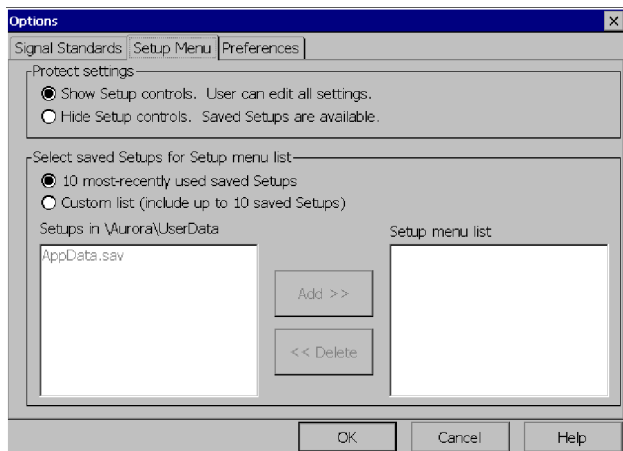 Options
Signal Standards Setup Menu Preferences
Protect settings
Show Setup controls. User can edit all settings.
Hide Setup controls. Saved Setups are available.
Select saved Setups for Setup menu list
10 most-recently used saved Setups
Custom list (include up to 10 saved Setups)
Setups in \Aurora\UserData
Setup menu list
AppData.sav
Add >>
<< Delete
OK Cancel Help